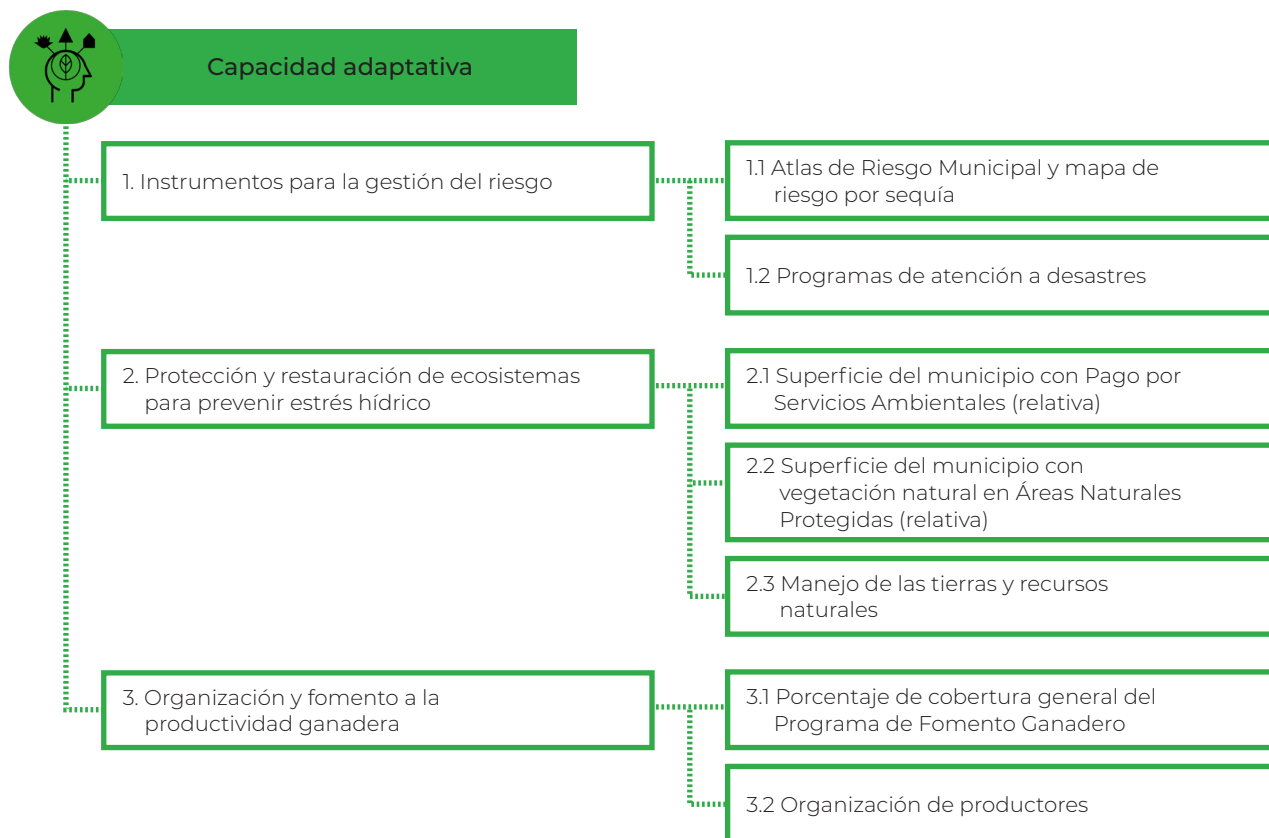 Capacidad adaptativa
1. Instrumentos para la gestión del riesgo
1.1 Atlas de Riesgo Municipal y mapa de
riesgo por sequía
1.2 Programas de atención a desastres
2. Protección y restauración de ecosistemas
para prevenir estrés hídrico
2.1 Superficie del municipio con Pago por
Servicios Ambientales (relativa)
2.2 Superficie del municipio con
vegetación natural en Áreas Naturales
Protegidas (relativa)
2.3 Manejo de las tierras y recursos
naturales
3. Organización y fomento a la
productividad ganadera
3.1 Porcentaje de cobertura general del
Programa de Fomento Ganadero
3.2 Organización de productores